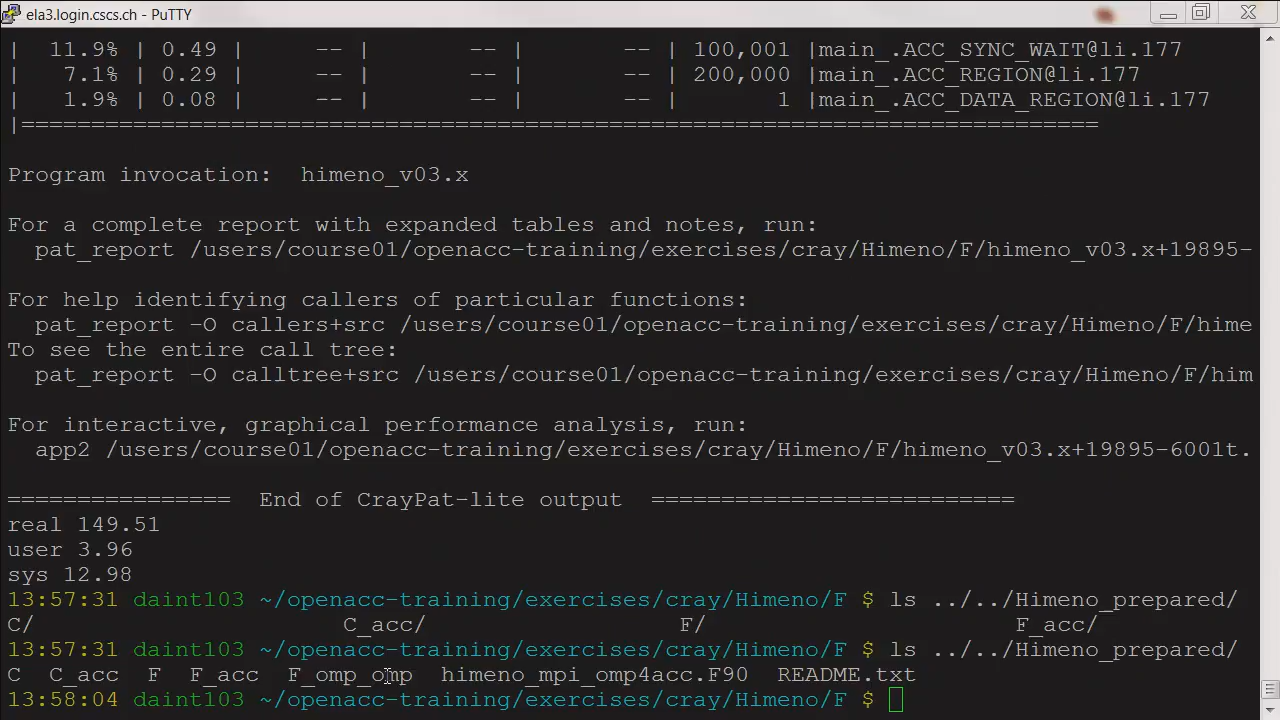 ela3.login.cscs.ch - PuTTY
| 11.9% | 0.49 | -- | -- | -- | 100,001 |main_.ACC_SYNC_WAIT@li.177
| 7.1% | 0.29 | -- | -- | -- | 200,000 |main_.ACC_REGION@li.177
| 1.9% | 0.08 | -- | -- | -- | 1 |main_.ACC_DATA_REGION@li.177
|=============================================================================
Program invocation: himeno_v03.x
For a complete report with expanded tables and notes, run:
pat_report /users/course01/openacc-training/exercises/cray/Himeno/F/himeno_v03.x+19895-
For help identifying callers of particular functions:
pat_report -O callers+src /users/course01/openacc-training/exercises/cray/Himeno/F/hime
To see the entire call tree:
pat_report -O calltree+src /users/course01/openacc-training/exercises/cray/Himeno/F/him
For interactive, graphical performance analysis, run:
app2 /users/course01/openacc-training/exercises/cray/Himeno/F/himeno_v03.x+19895-6001t.
================ End of CrayPat-lite output ==========================
real 149.51
user 3.96
sys 12.98
13:57:31 daint103 ~/openacc-training/exercises/cray/Himeno/F $ ls ../../Himeno_prepared/
C/ C_acc/ F/ F_acc/
13:57:31 daint103 ~/openacc-training/exercises/cray/Himeno/F $ ls ../../Himeno_prepared/
C C_acc F F_acc F_omp_omp himeno_mpi_omp4acc.F90 README.txt
13:58:04 daint103 ~/openacc-training/exercises/cray/Himeno/F $